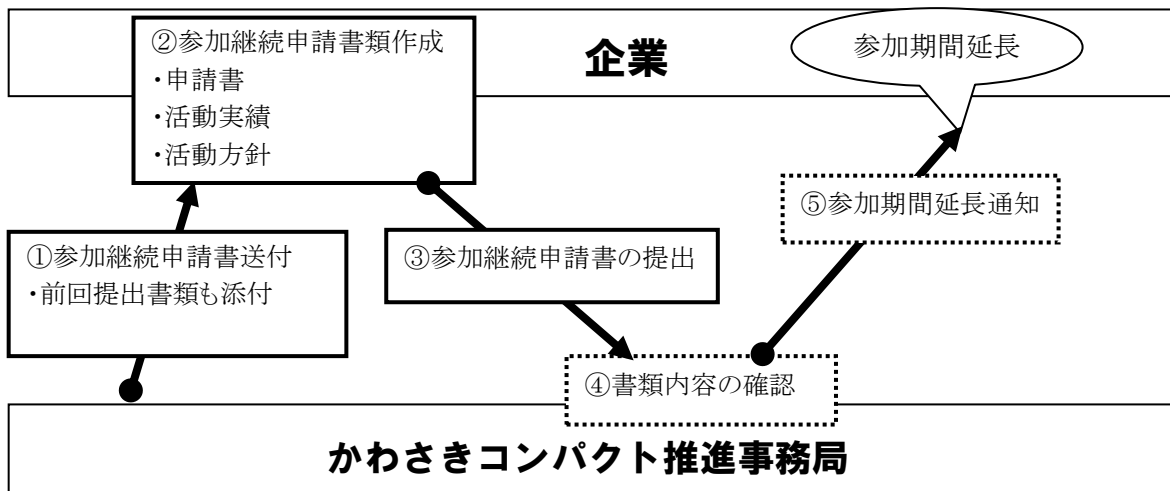 ②参加継続申請書類作成
・申請書
・活動実績
・活動方針
企業
参加期間延長
①参加継続申請書送付
・前回提出書類も添付
③参加継続申請書の提出
④書類内容の確認
⑤参加期間延長通知
かわさきコンパクト推進事務局